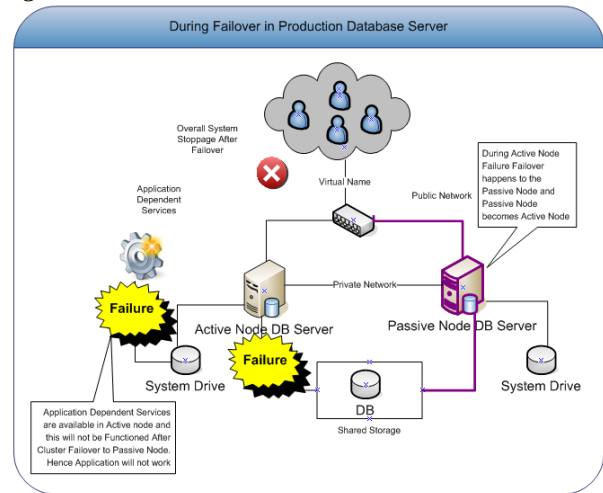 During Failover in Production Database Server
Overall System
Stoppage After
Failover
Virtual Name
Public Network
During Active Node
Failure Failover
happens to the
Passive Node and
Passive Node
becomes Active Node
Application
Dependent
Services
Private Network
Failure
Active Node DB Server
Passive Node DB Server
Failure
System Drive
DB
System Drive
Shared Storage
Application Dependent Services
are available in Active node and
this will not be Functioned After
Cluster Failover to Passive Node.
Hence Application will not work